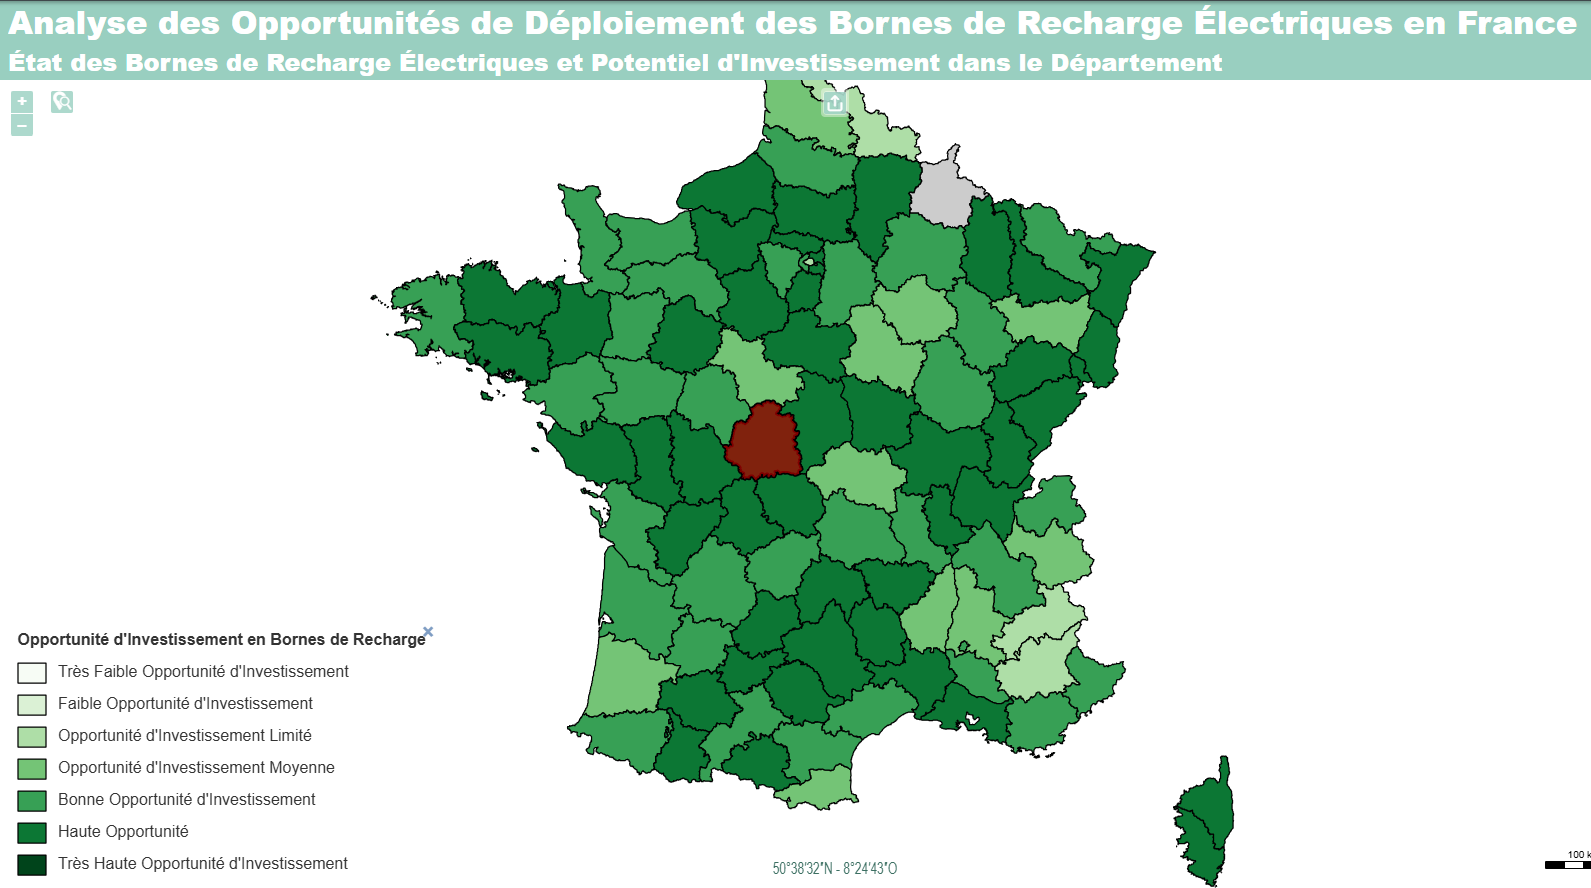 Analyse des Opportunités de Déploiement des Bornes de Recharge Électriques en France
État des Bornes de Recharge Électriques et Potentiel d'Investissement dans le Département
+
−
Opportunité d'Investissement en Bornes de Recharge
Très Faible Opportunité d'Investissement
Faible Opportunité d'Investissement
Opportunité d'Investissement Limité
Opportunité d'Investissement Moyenne
Bonne Opportunité d'Investissement
Haute Opportunité
Très Haute Opportunité d'Investissement
50°38'32"N - 8°24'43"O
100 k